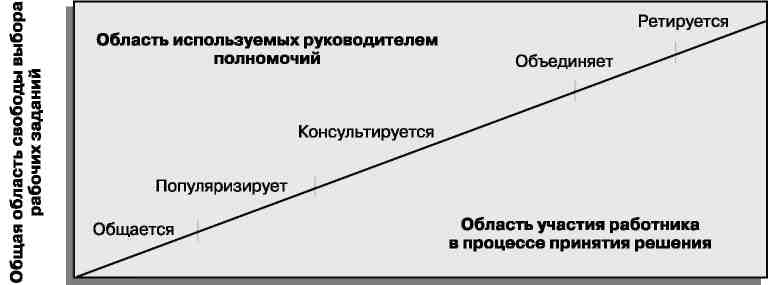 Общая область свободы выбора
рабочих заданий
Ретируется
Область используемых руководителем
полномочий
Объединяет
Консультируется
Популяризирует
Общается
Область участия работника
в процессе принятия решения